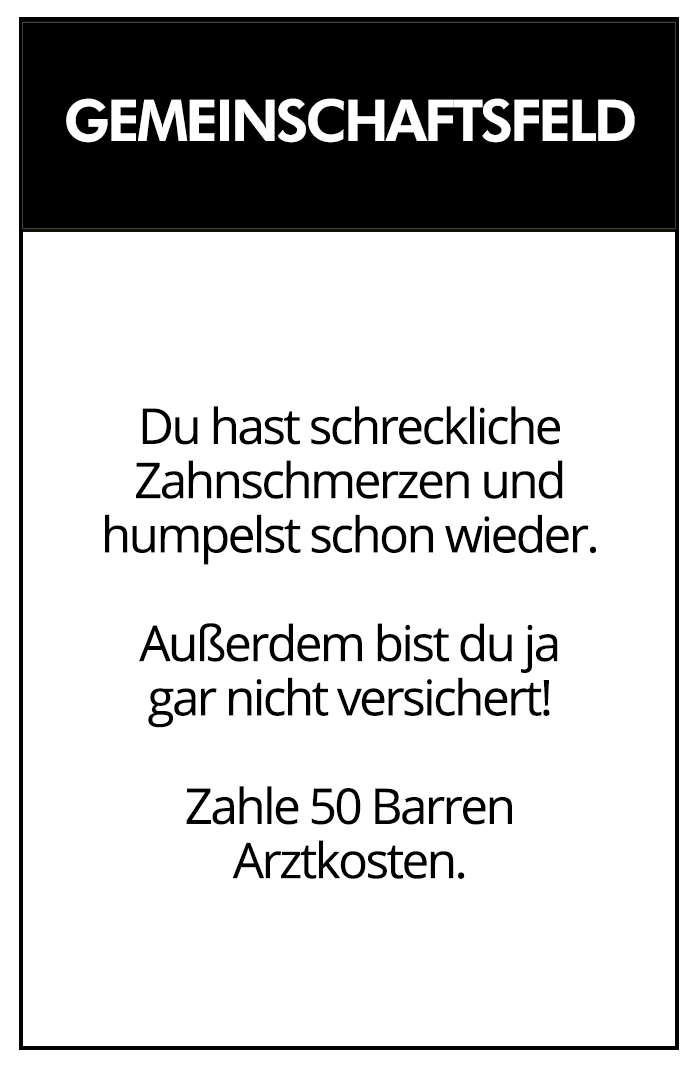 GEMEINSCHAFTSFELD
Du hast schreckliche
Zahnschmerzen und
humpelst schon wieder.
Außerdem bist du ja
gar nicht versichert!
Zahle 50 Barren
Arztkosten.